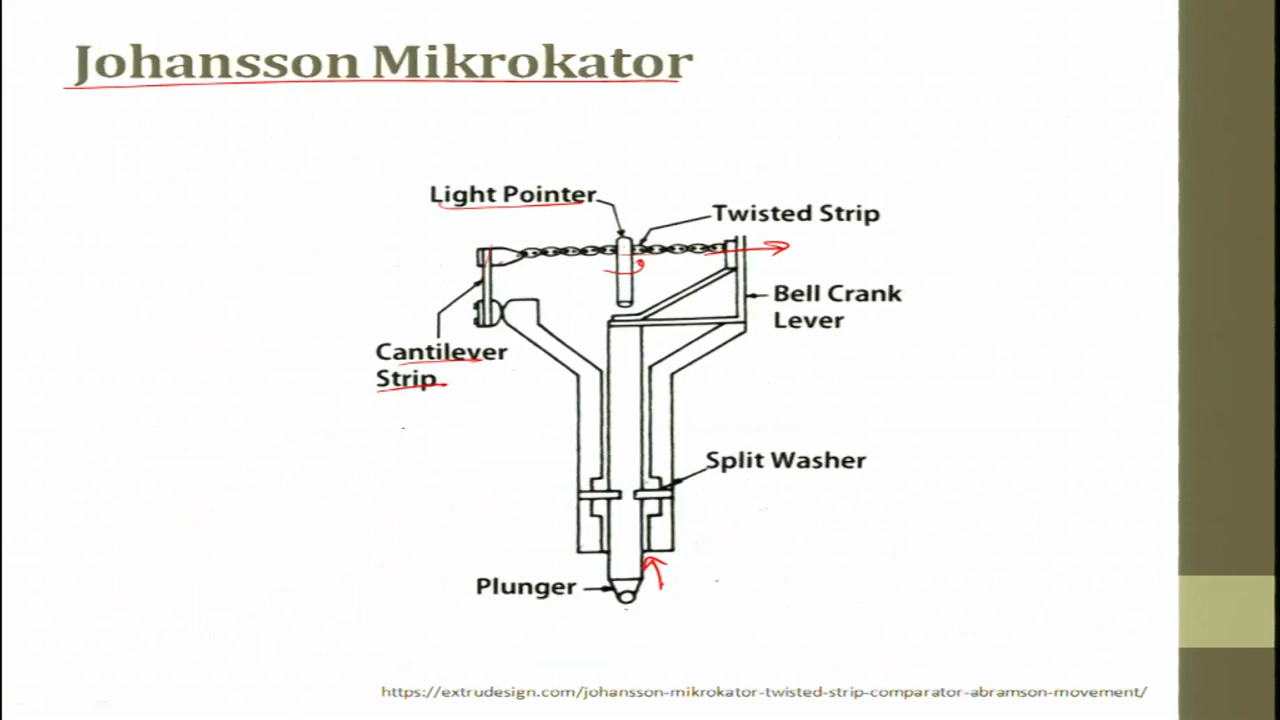 Johansson Mikrokator
Light Pointer
Twisted Strip
Bell Crank
Lever
Cantilever
Strip
Split Washer
Plunger
https://extrudesign.com/johansson-mikrokator-twisted-strip-comparator-abramson-movement/